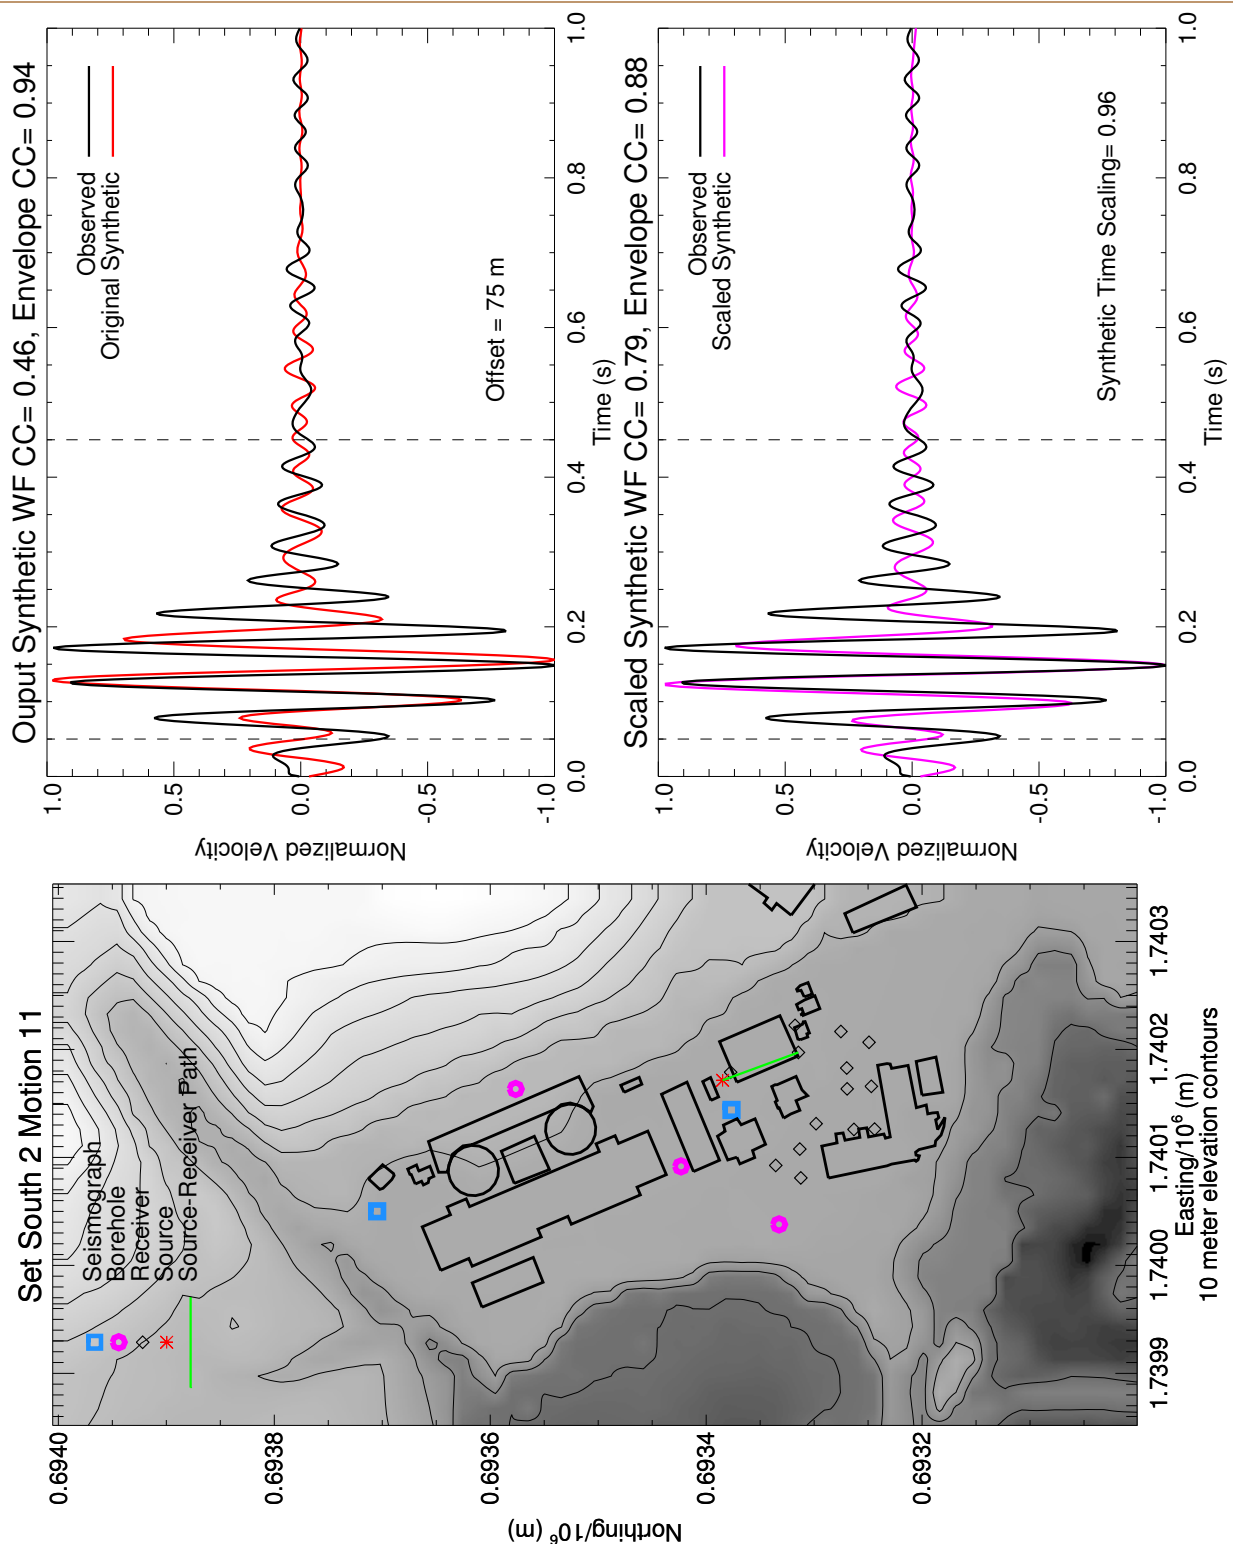 Set South 2 Motion 11
Seismograph
Borehole
Receiver
Source
Source-Receiver Path
0.6940
0.6938
0.6936
0.6934
0.6932
Northing/10⁶ (m)
1.7399
1.7400
1.7401
1.7402
1.7403
Easting/10⁶ (m)
10 meter elevation contours
Ouput Synthetic WF CC= 0.46, Envelope CC= 0.94
Observed
Original Synthetic
Offset = 75 m
1.0
0.5
0.0
-0.5
-1.0
Normalized Velocity
0.0
0.2
0.4
0.6
0.8
1.0
Time (s)
Scaled Synthetic WF CC= 0.79, Envelope CC= 0.88
Observed
Scaled Synthetic
Synthetic Time Scaling= 0.96
1.0
0.5
0.0
-0.5
-1.0
Normalized Velocity
0.0
0.2
0.4
0.6
0.8
1.0
Time (s)